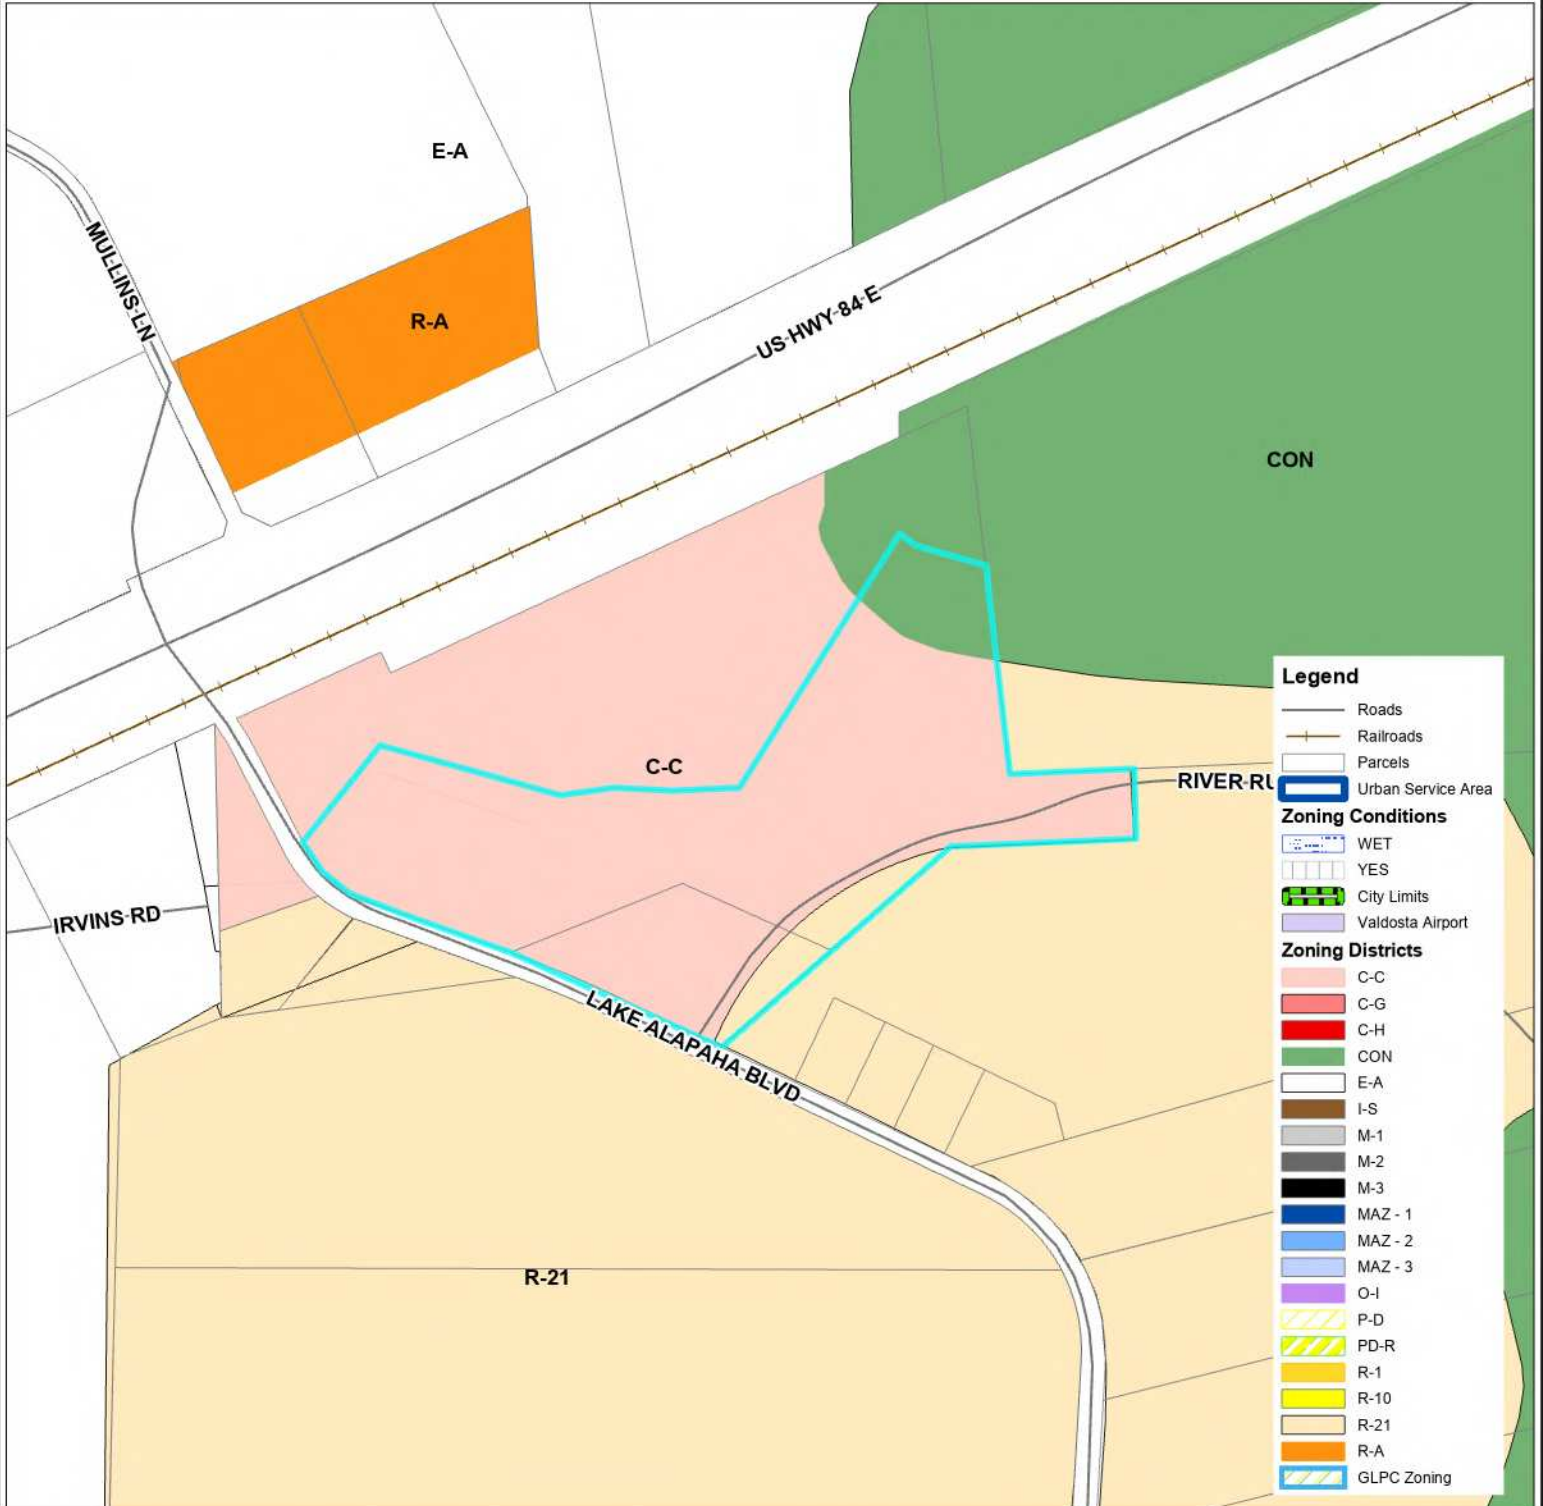 E-A
MULLINS LN
R-A
US HWY 84 E
CON
C-C
RIVER RU
IRVINS RD
LAKE ALAPAHA BLVD
R-21
Legend
Roads
Railroads
Parcels
Urban Service Area
Zoning Conditions
WET
YES
City Limits
Valdosta Airport
Zoning Districts
C-C
C-G
C-H
CON
E-A
I-S
M-1
M-2
M-3
MAZ - 1
MAZ - 2
MAZ - 3
O-I
P-D
PD-R
R-1
R-10
R-21
R-A
GLPC Zoning